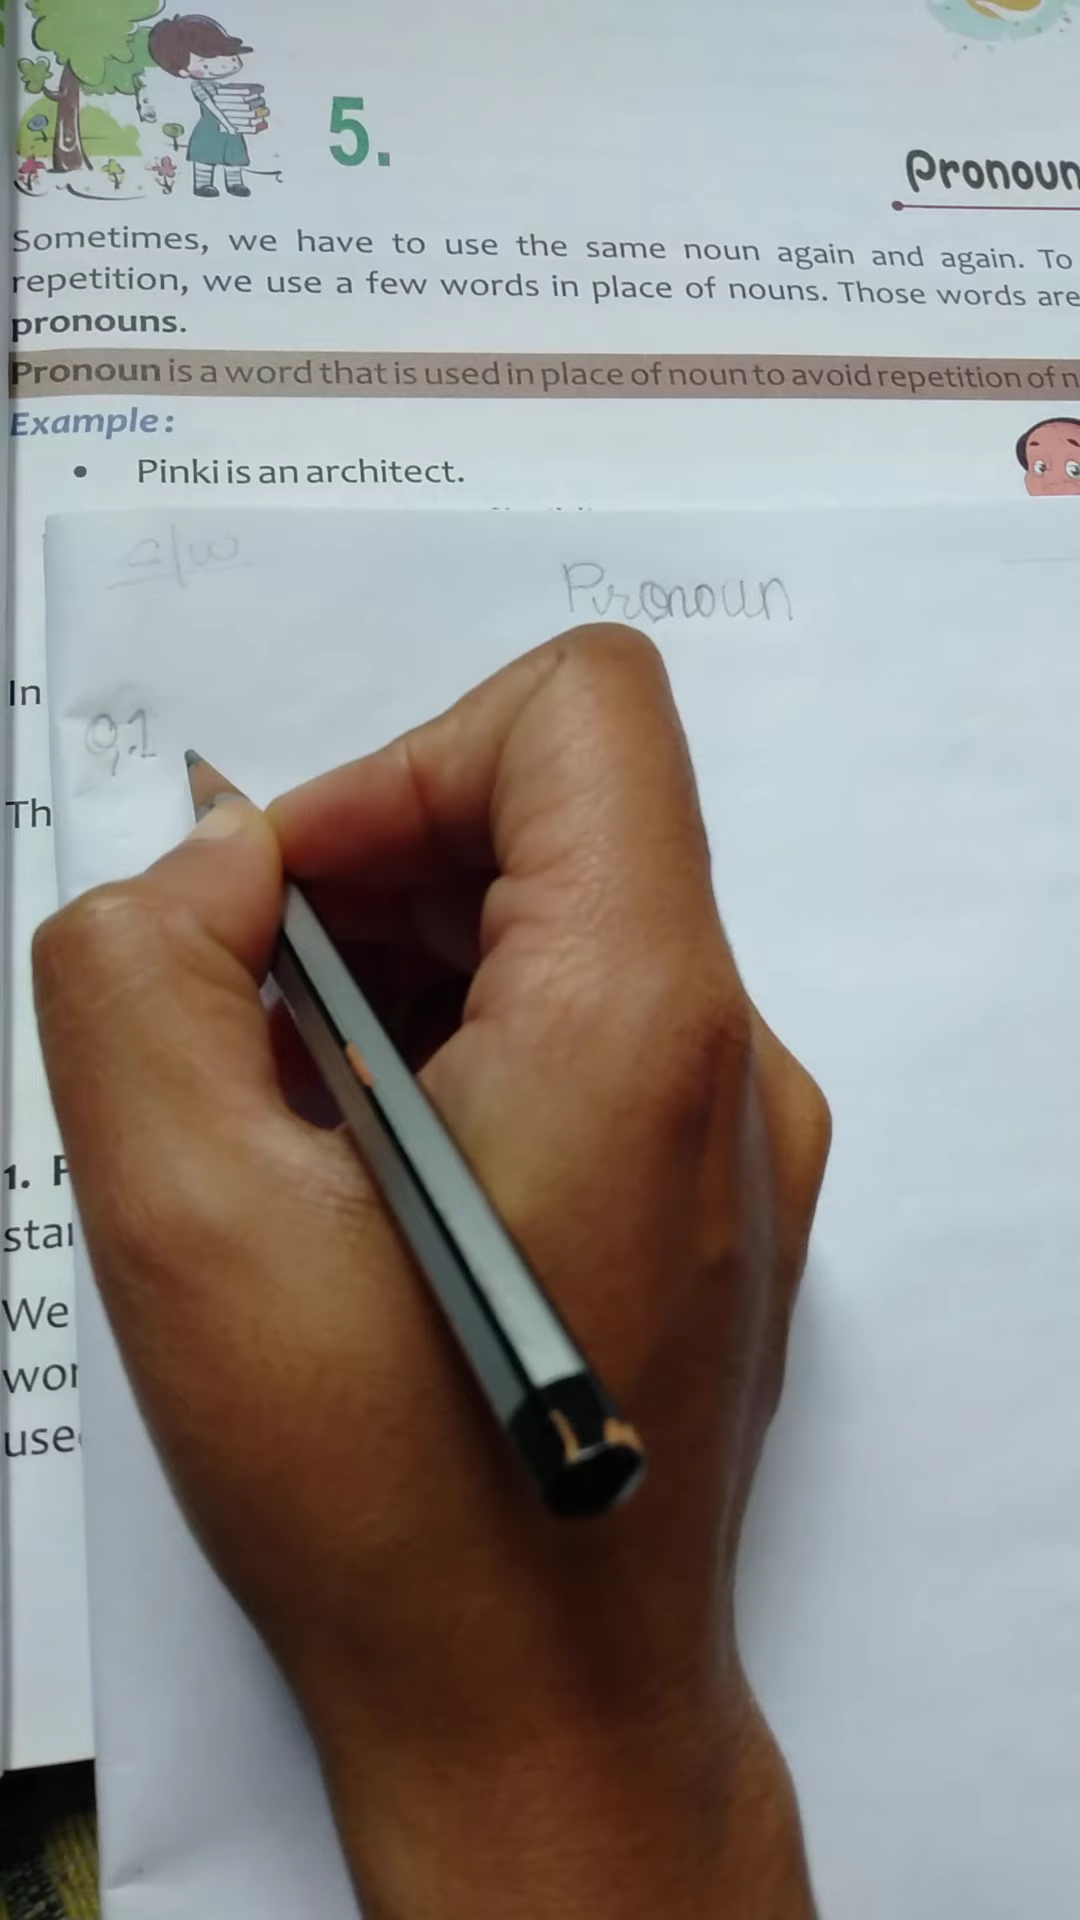 5.
Pronoun
Sometimes, we have to use the same noun again and again. To
repetition, we use a few words in place of nouns. Those words are
pronouns.
Pronoun is a word that is used in place of noun to avoid repetition of n
Example:
• Pinki is an architect.
c/w
Pronoun
In
Q.1
Th
1. P
star
We
wor
use